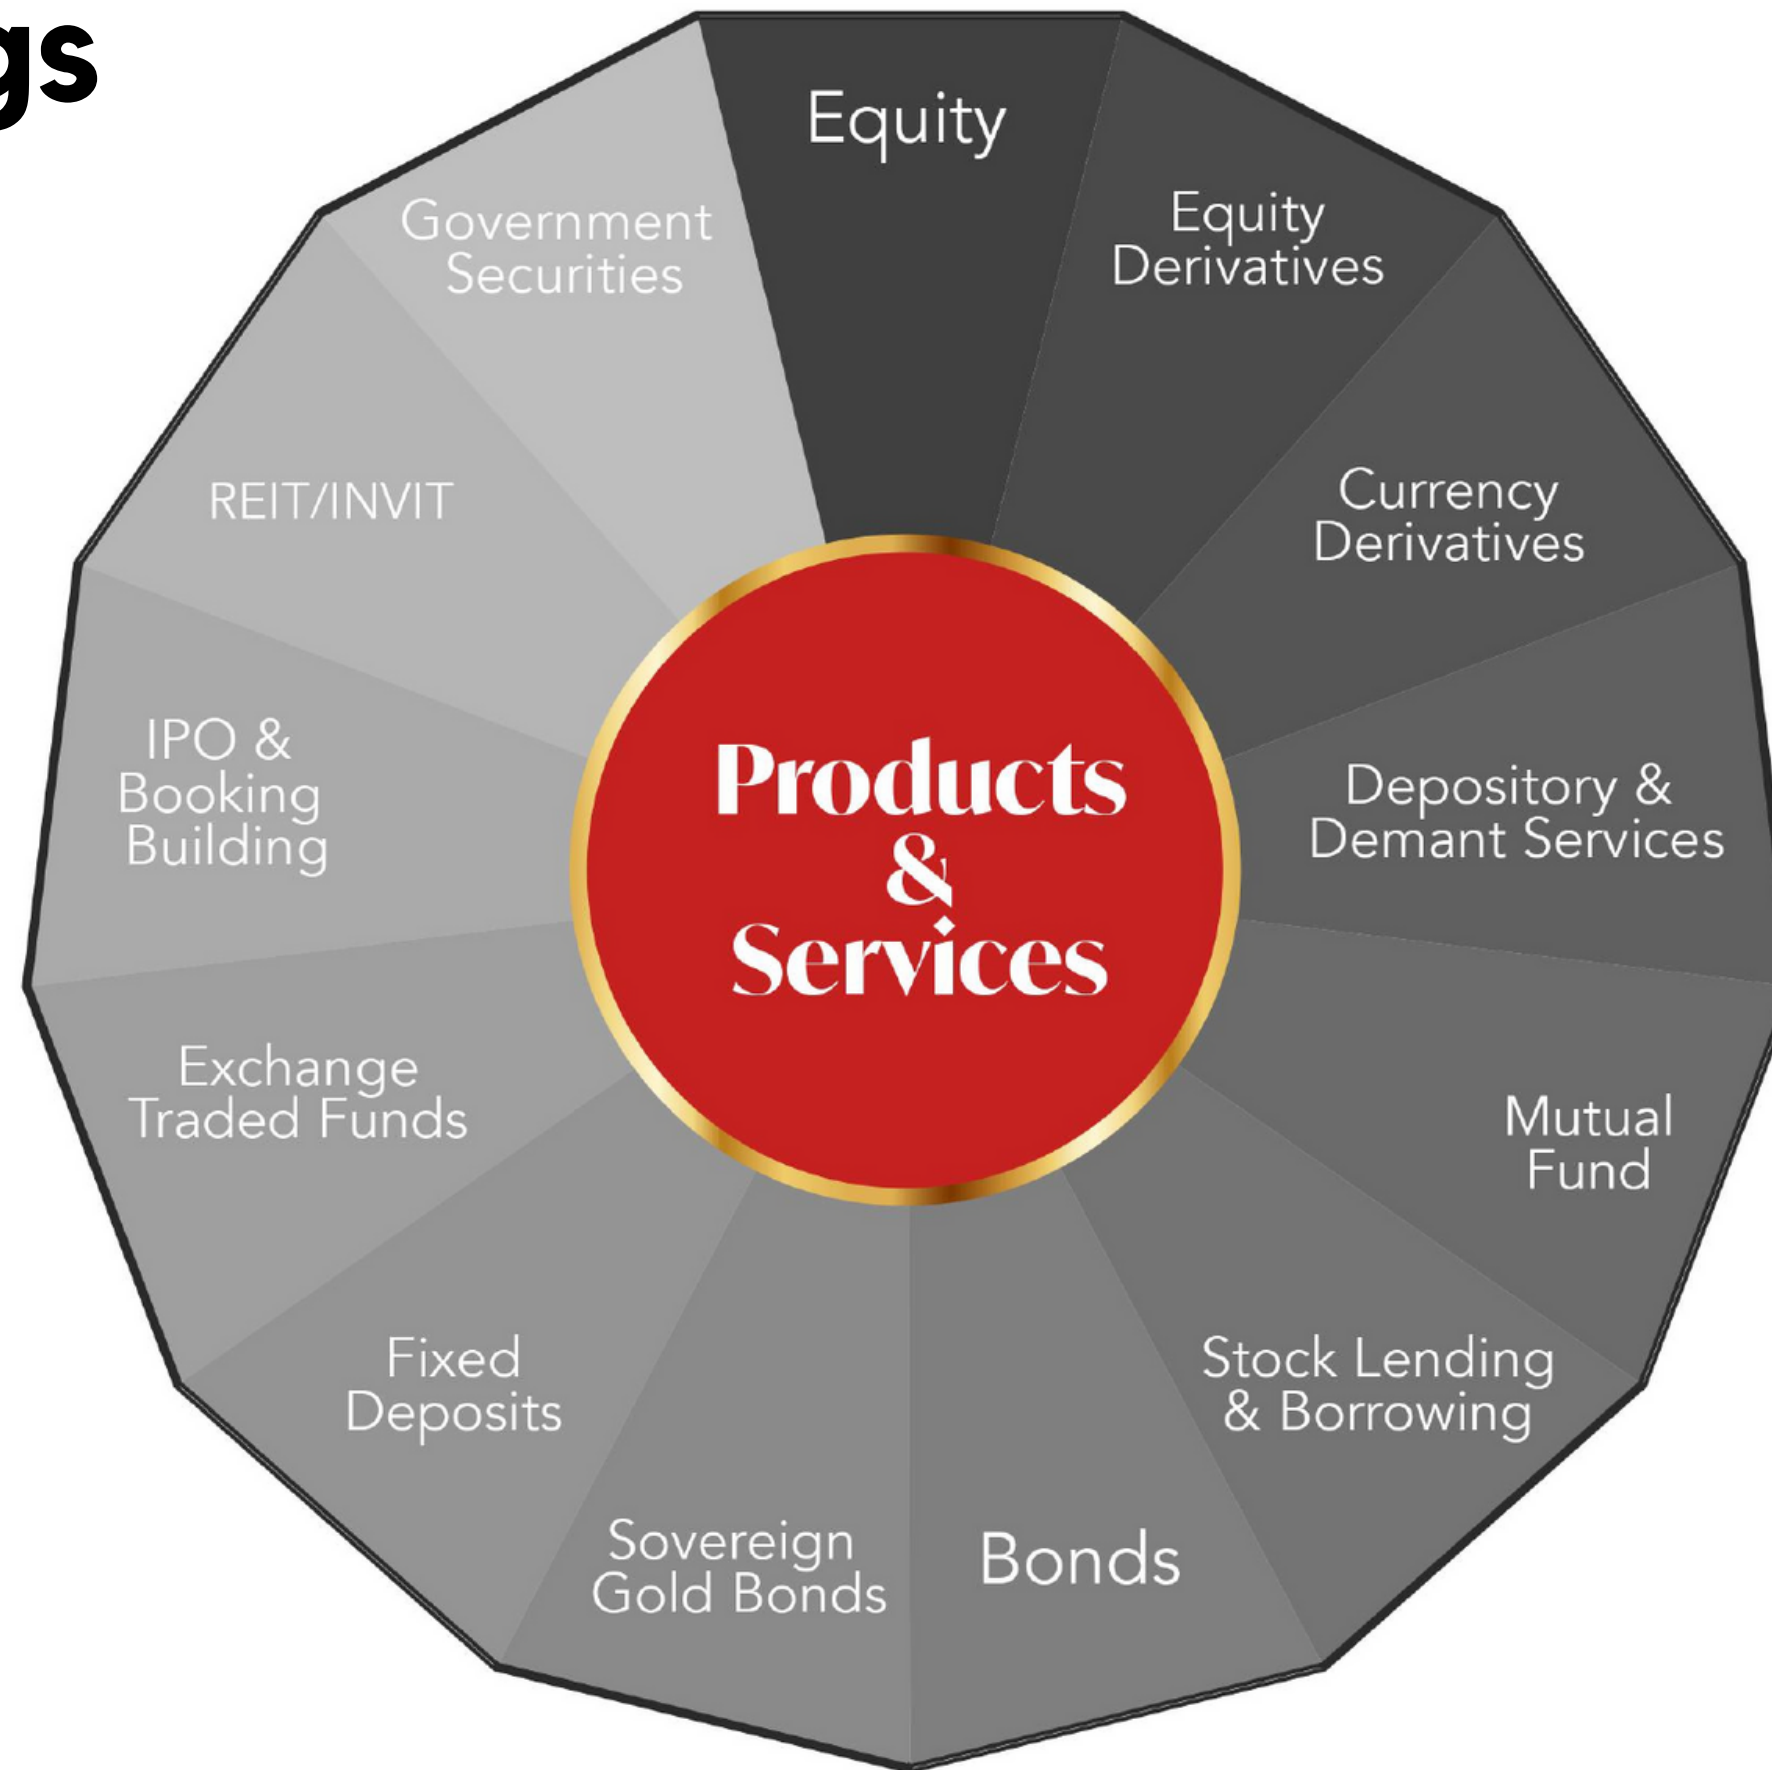 gs
Equity
Equity
Derivatives
Currency
Derivatives
Depository &
Demant Services
Mutual
Fund
Stock Lending
& Borrowing
Bonds
Sovereign
Gold Bonds
Fixed
Deposits
Exchange
Traded Funds
IPO &
Booking
Building
REIT/INVIT
Government
Securities
Products
&
Services